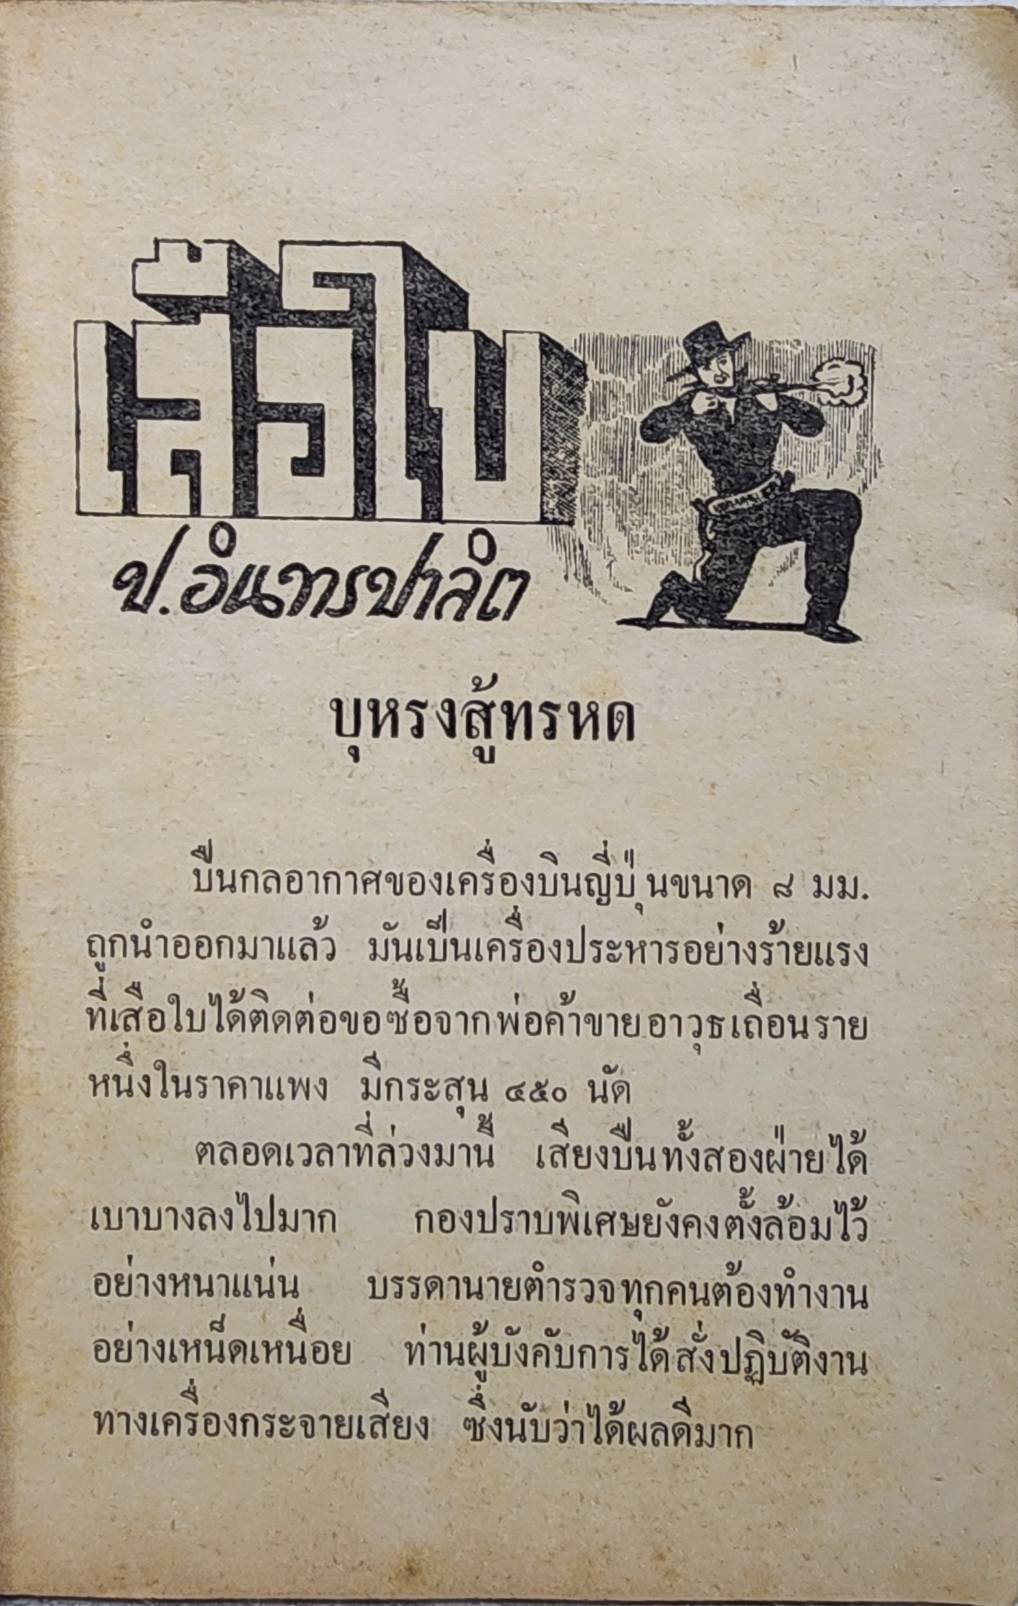 เสือใบ
ป. อินทรปาลิต
บุหรงสู้ทรหด
ปืนกลอากาศของเครื่องบินญี่ปุ่นขนาด ๘ มม.
ถูกนำออกมาแล้ว มันเป็นเครื่องประหารอย่างร้ายแรง
ที่เสือใบได้ติดต่อขอซื้อจากพ่อค้าขายอาวุธเถื่อนราย
หนึ่งในราคาแพง มีกระสุน ๔๕๐ นัด
ตลอดเวลาที่ล่วงมานี้ เสียงปืนทั้งสองฝ่ายได้
เบาบางลงไปมาก กองปราบพิเศษยังคงตั้งล้อมไว้
อย่างหนาแน่น บรรดานายตำรวจทุกคนต้องทำงาน
อย่างเหน็ดเหนื่อย ท่านผู้บังคับการได้สั่งปฏิบัติงาน
ทางเครื่องกระจายเสียง ซึ่งนับว่าได้ผลดีมาก